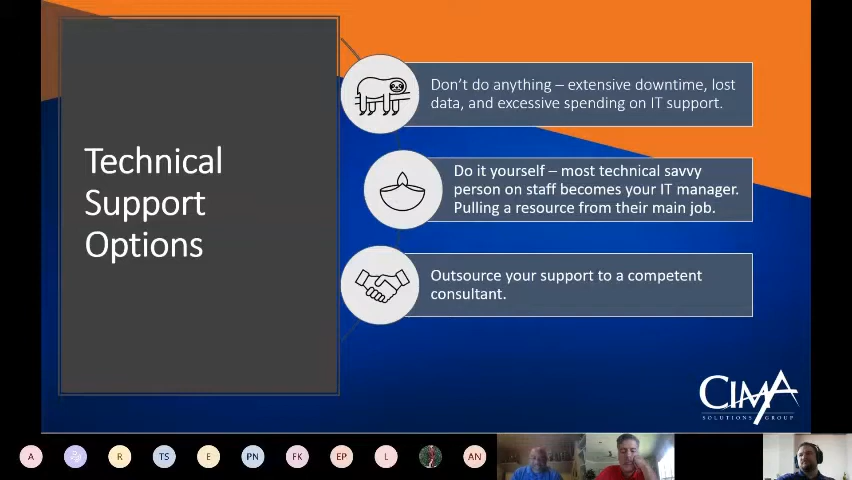 Technical
Support
Options
Don't do anything – extensive downtime, lost
data, and excessive spending on IT support.
Do it yourself – most technical savvy
person on staff becomes your IT manager.
Pulling a resource from their main job.
Outsource your support to a competent
consultant.
CIMA
SOLUTIONS GROUP
A
R
TS
E
PN
FK
EP
L
AN